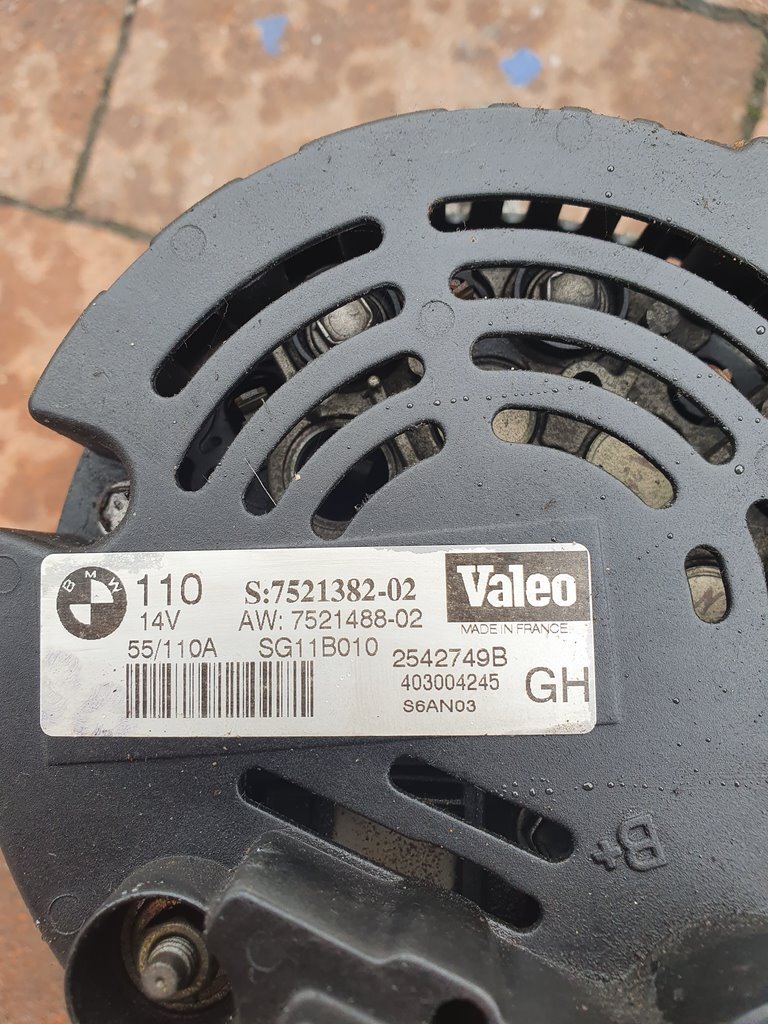 BMW
110 S:7521382-02 Valeo
14V AW: 7521488-02 MADE IN FRANCE
55/110A SG11B010 2542749B
403004245 GH
S6AN03
B+